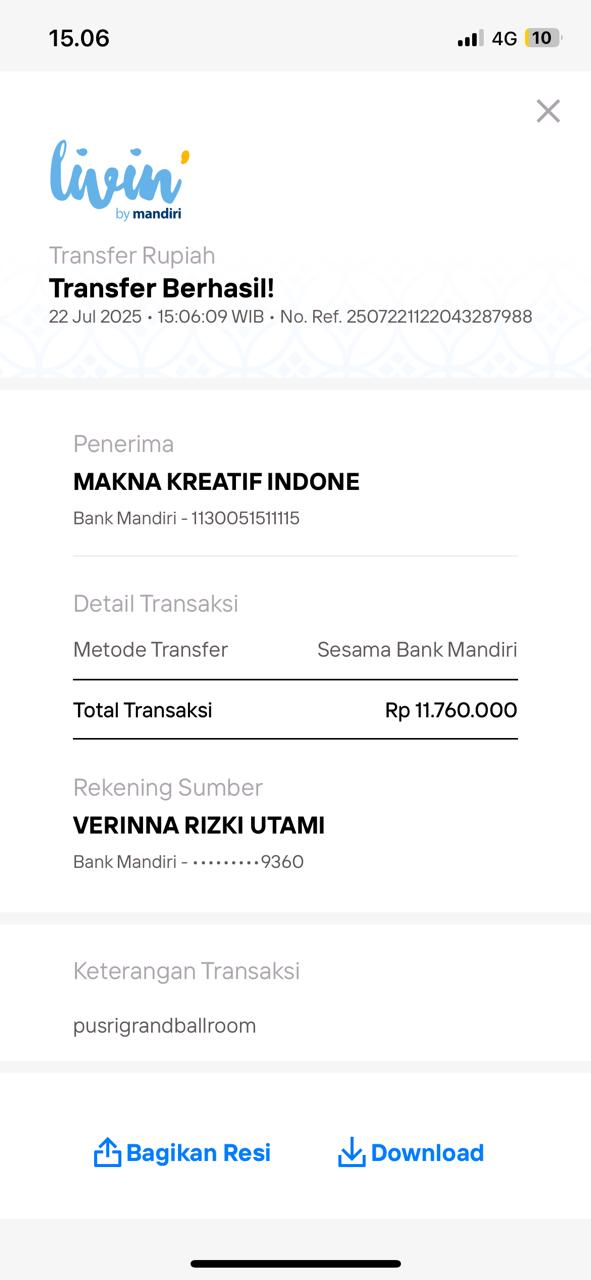 15.06
4G 10
livin'
by mandiri
Transfer Rupiah
Transfer Berhasil!
22 Jul 2025 • 15:06:09 WIB • No. Ref. 2507221122043287988
Penerima
MAKNA KREATIF INDONE
Bank Mandiri - 1130051511115
Detail Transaksi
Metode Transfer Sesama Bank Mandiri
Total Transaksi Rp 11.760.000
Rekening Sumber
VERINNA RIZKI UTAMI
Bank Mandiri - •••••••••9360
Keterangan Transaksi
pusrigrandballroom
Bagikan Resi Download